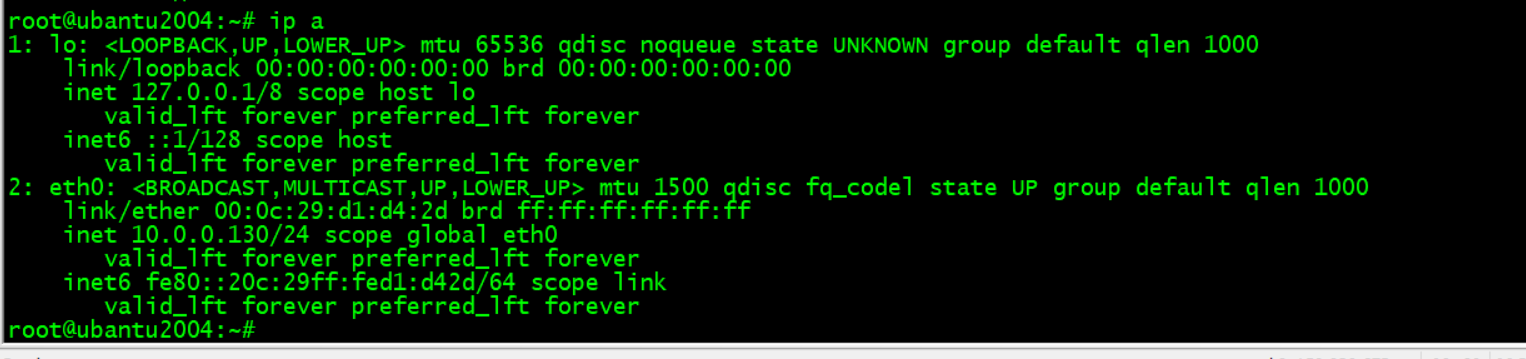 root@ubantu2004:~# ip a
1: lo: <LOOPBACK,UP,LOWER_UP> mtu 65536 qdisc noqueue state UNKNOWN group default qlen 1000
    link/loopback 00:00:00:00:00:00 brd 00:00:00:00:00:00
    inet 127.0.0.1/8 scope host lo
       valid_lft forever preferred_lft forever
    inet6 ::1/128 scope host
       valid_lft forever preferred_lft forever
2: eth0: <BROADCAST,MULTICAST,UP,LOWER_UP> mtu 1500 qdisc fq_codel state UP group default qlen 1000
    link/ether 00:0c:29:d1:d4:2d brd ff:ff:ff:ff:ff:ff
    inet 10.0.0.130/24 scope global eth0
       valid_lft forever preferred_lft forever
    inet6 fe80::20c:29ff:fed1:d42d/64 scope link
       valid_lft forever preferred_lft forever
root@ubantu2004:~#